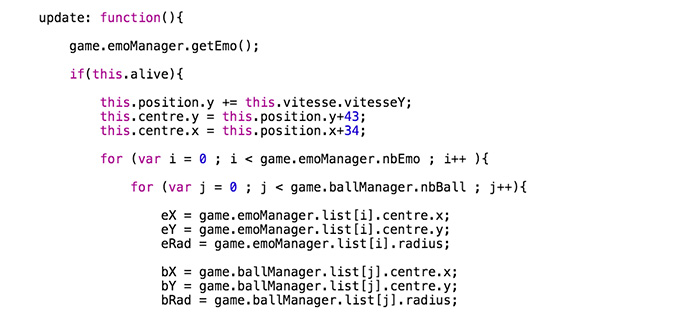 update: function(){
game.emoManager.getEmo();
if(this.alive){
this.position.y += this.vitesse.vitesseY;
this.centre.y = this.position.y+43;
this.centre.x = this.position.x+34;
for (var i = 0 ; i < game.emoManager.nbEmo ; i++ ){
for (var j = 0 ; j < game.ballManager.nbBall ; j++){
eX = game.emoManager.list[i].centre.x;
eY = game.emoManager.list[i].centre.y;
eRad = game.emoManager.list[i].radius;
bX = game.ballManager.list[j].centre.x;
bY = game.ballManager.list[j].centre.y;
bRad = game.ballManager.list[j].radius;